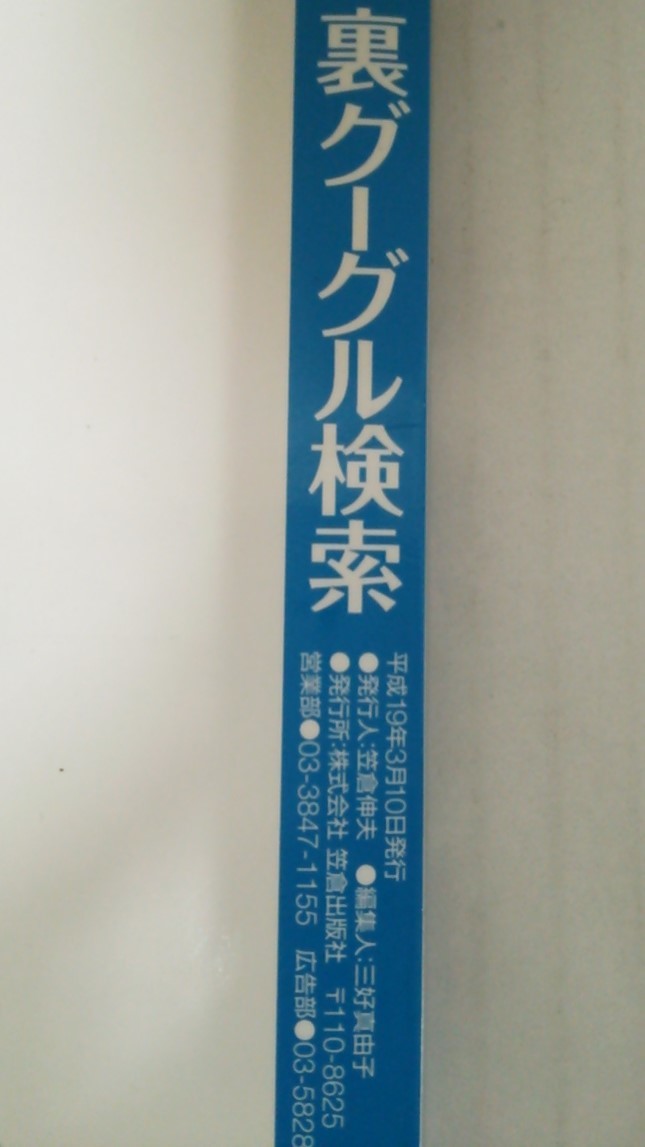 裏グーグル検索
平成19年3月10日発行
●発行人:笠倉伸夫 ●編集人:三好真由子
●発行所:株式会社 笠倉出版社 〒110-8625
営業部●03-3847-1155 広告部●03-5828